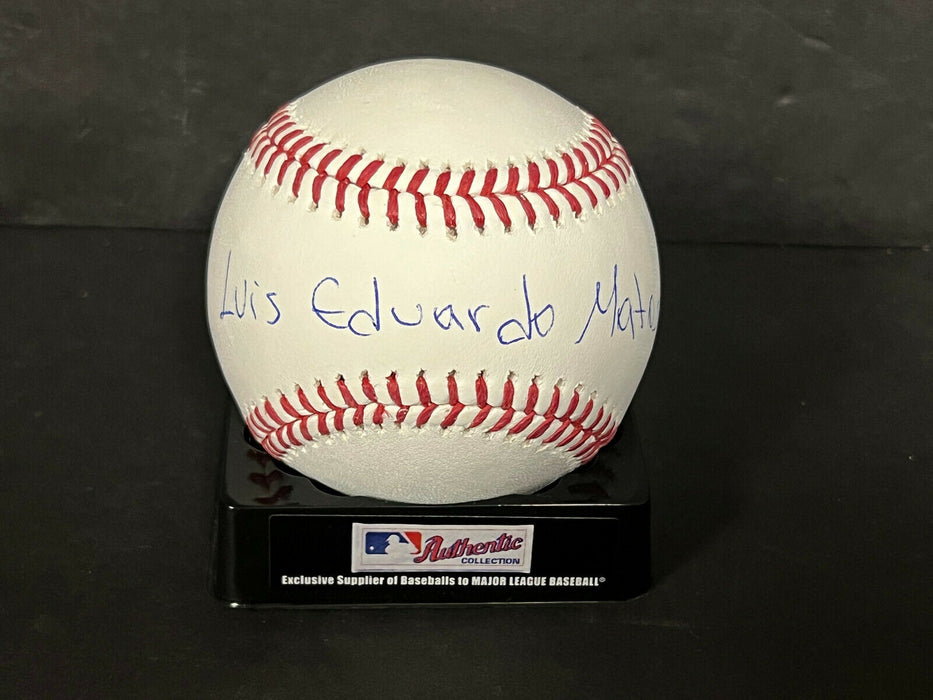 Luis Eduardo Mato
Authentic
COLLECTION
Exclusive Supplier of Baseballs to MAJOR LEAGUE BASEBALL®